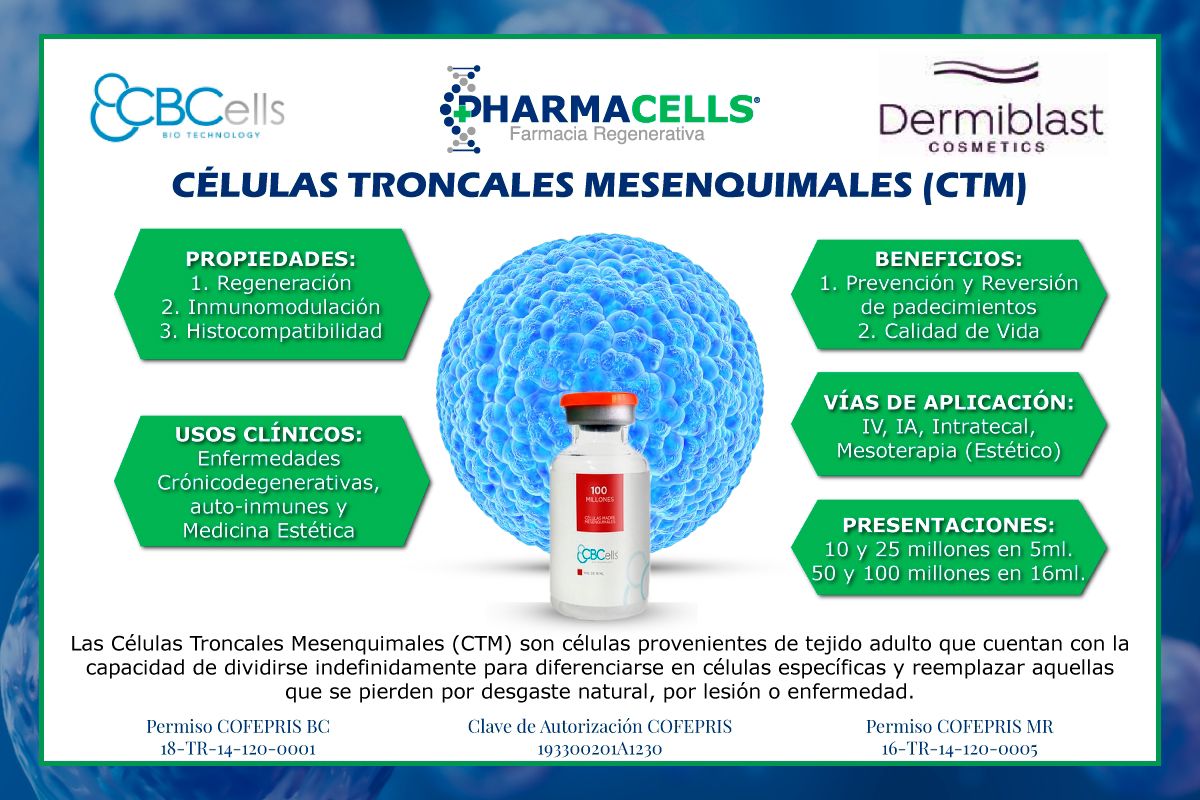 CBCells
BIO TECHNOLOGY
PHARMACELLS®
Farmacia Regenerativa
Dermiblast
COSMETICS
CÉLULAS TRONCALES MESENQUIMALES (CTM)
PROPIEDADES:
1. Regeneración
2. Inmunomodulación
3. Histocompatibilidad
USOS CLÍNICOS:
Enfermedades
Crónicodegenerativas,
auto-inmunes y
Medicina Estética
100
MILLONES
CÉLULAS MADRE
MESENQUIMALES
CBCells
BENEFICIOS:
1. Prevención y Reversión
de padecimientos
2. Calidad de Vida
VÍAS DE APLICACIÓN:
IV, IA, Intratecal,
Mesoterapia (Estético)
PRESENTACIONES:
10 y 25 millones en 5ml.
50 y 100 millones en 16ml.
Las Células Troncales Mesenquimales (CTM) son células provenientes de tejido adulto que cuentan con la
capacidad de dividirse indefinidamente para diferenciarse en células específicas y reemplazar aquellas
que se pierden por desgaste natural, por lesión o enfermedad.
Permiso COFEPRIS BC
18-TR-14-120-0001
Clave de Autorización COFEPRIS
193300201A1230
Permiso COFEPRIS MR
16-TR-14-120-0005